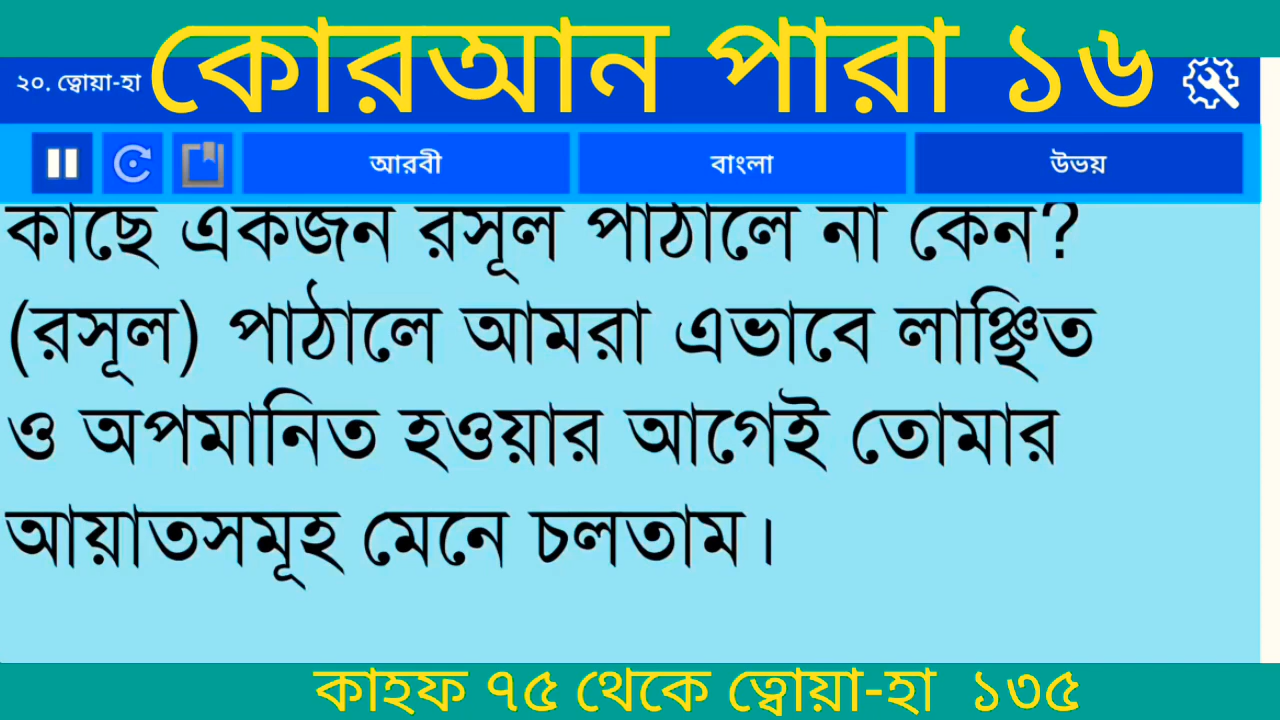 কোরআন পারা ১৬
২০. ত্বোয়া-হা
আরবী বাংলা উভয়
কাছে একজন রসূল পাঠালে না কেন?
(রসূল) পাঠালে আমরা এভাবে লাঞ্ছিত
ও অপমানিত হওয়ার আগেই তোমার
আয়াতসমূহ মেনে চলতাম।
কাহফ ৭৫ থেকে ত্বোয়া-হা ১৩৫